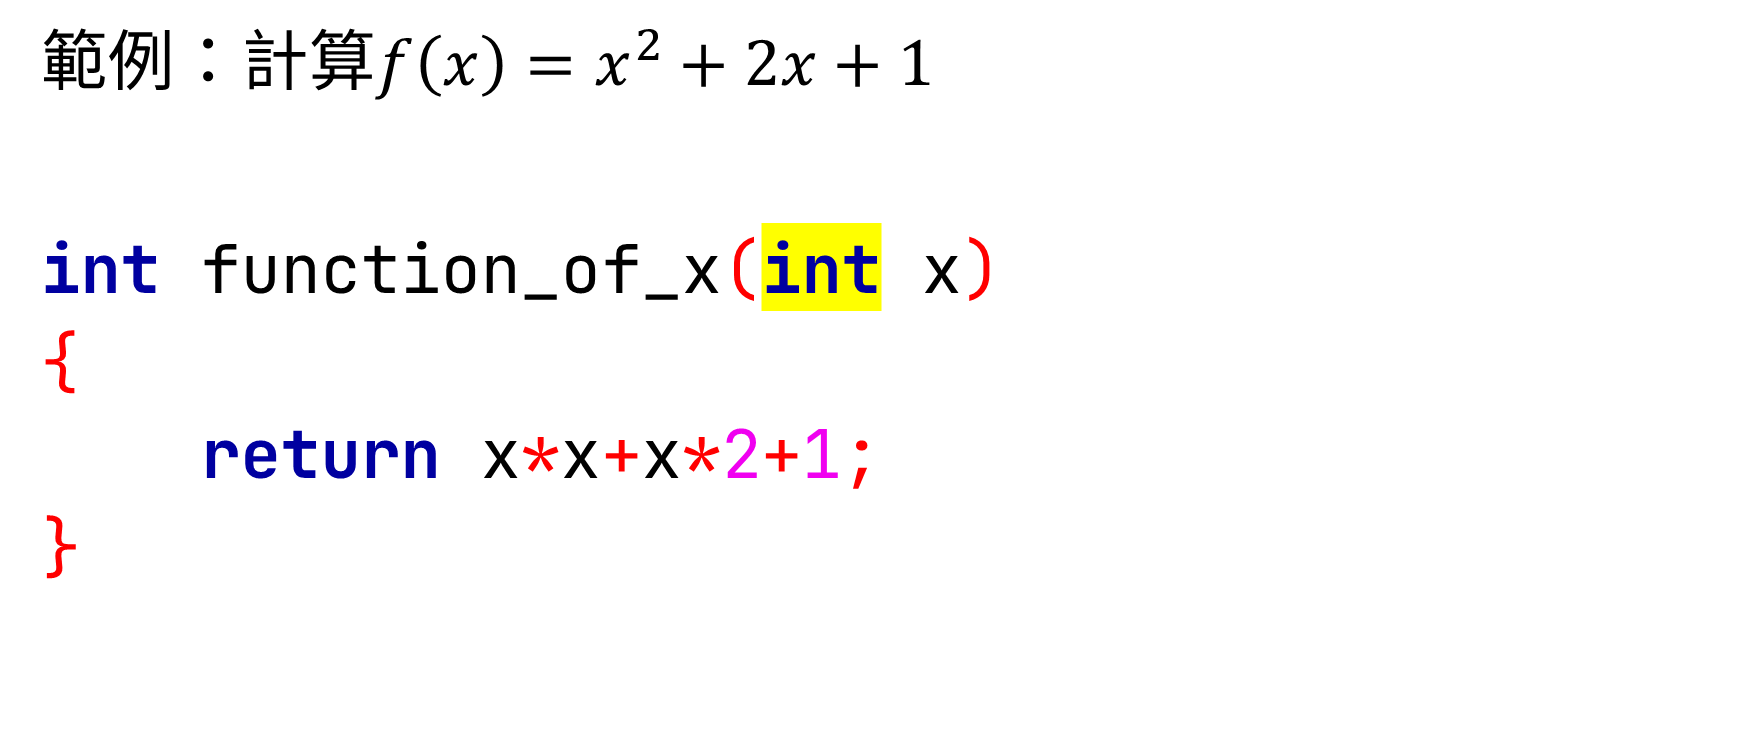 範例：計算f(x) = x² + 2x + 1
int function_of_x(int x)
{
    return x*x+x*2+1;
}